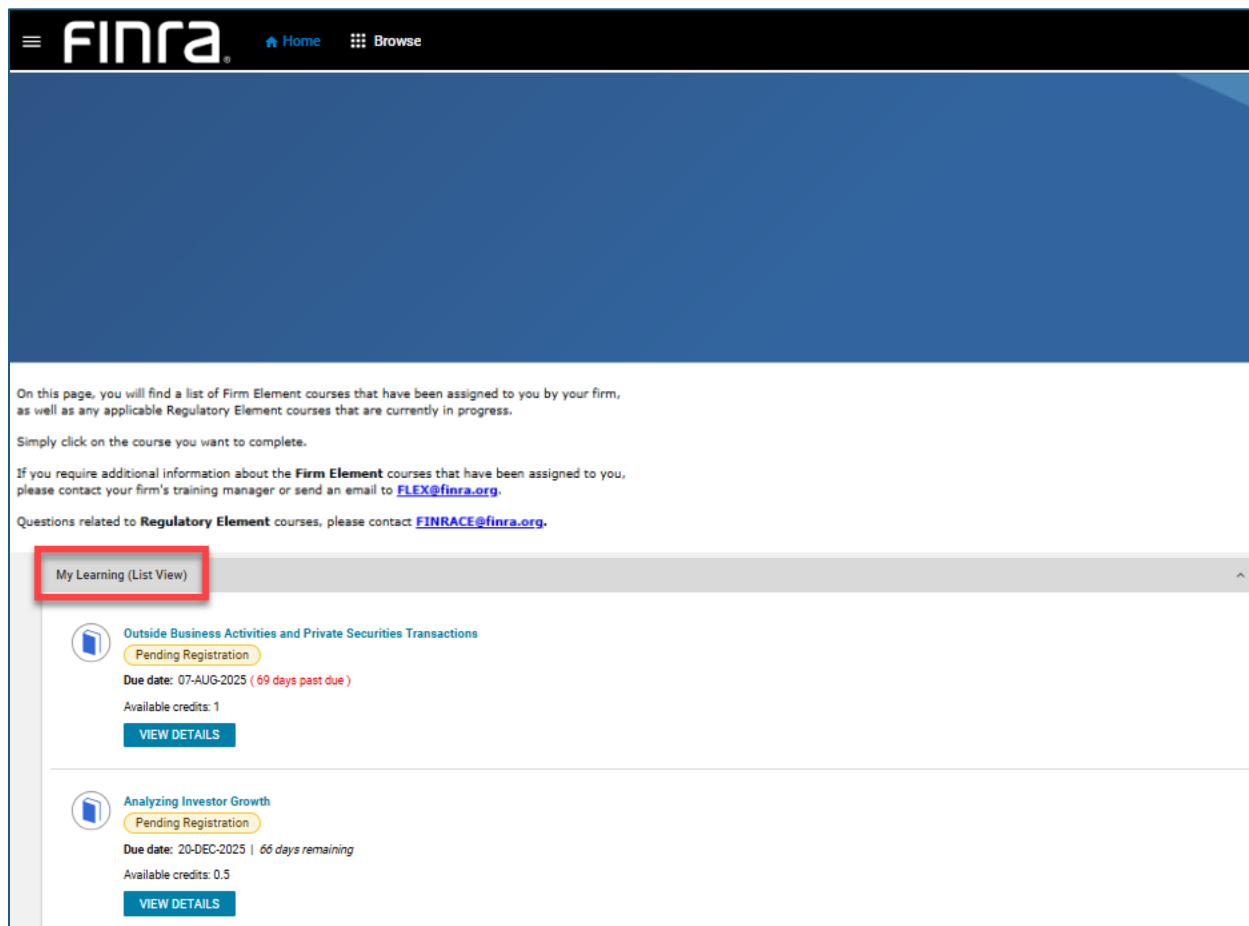 FINRA®
Home
Browse
On this page, you will find a list of Firm Element courses that have been assigned to you by your firm,
as well as any applicable Regulatory Element courses that are currently in progress.
Simply click on the course you want to complete.
If you require additional information about the Firm Element courses that have been assigned to you,
please contact your firm's training manager or send an email to FLEX@finra.org.
Questions related to Regulatory Element courses, please contact FINRACE@finra.org.
My Learning (List View)
Outside Business Activities and Private Securities Transactions
Pending Registration
Due date: 07-AUG-2025 ( 69 days past due )
Available credits: 1
VIEW DETAILS
Analyzing Investor Growth
Pending Registration
Due date: 20-DEC-2025 | 66 days remaining
Available credits: 0.5
VIEW DETAILS